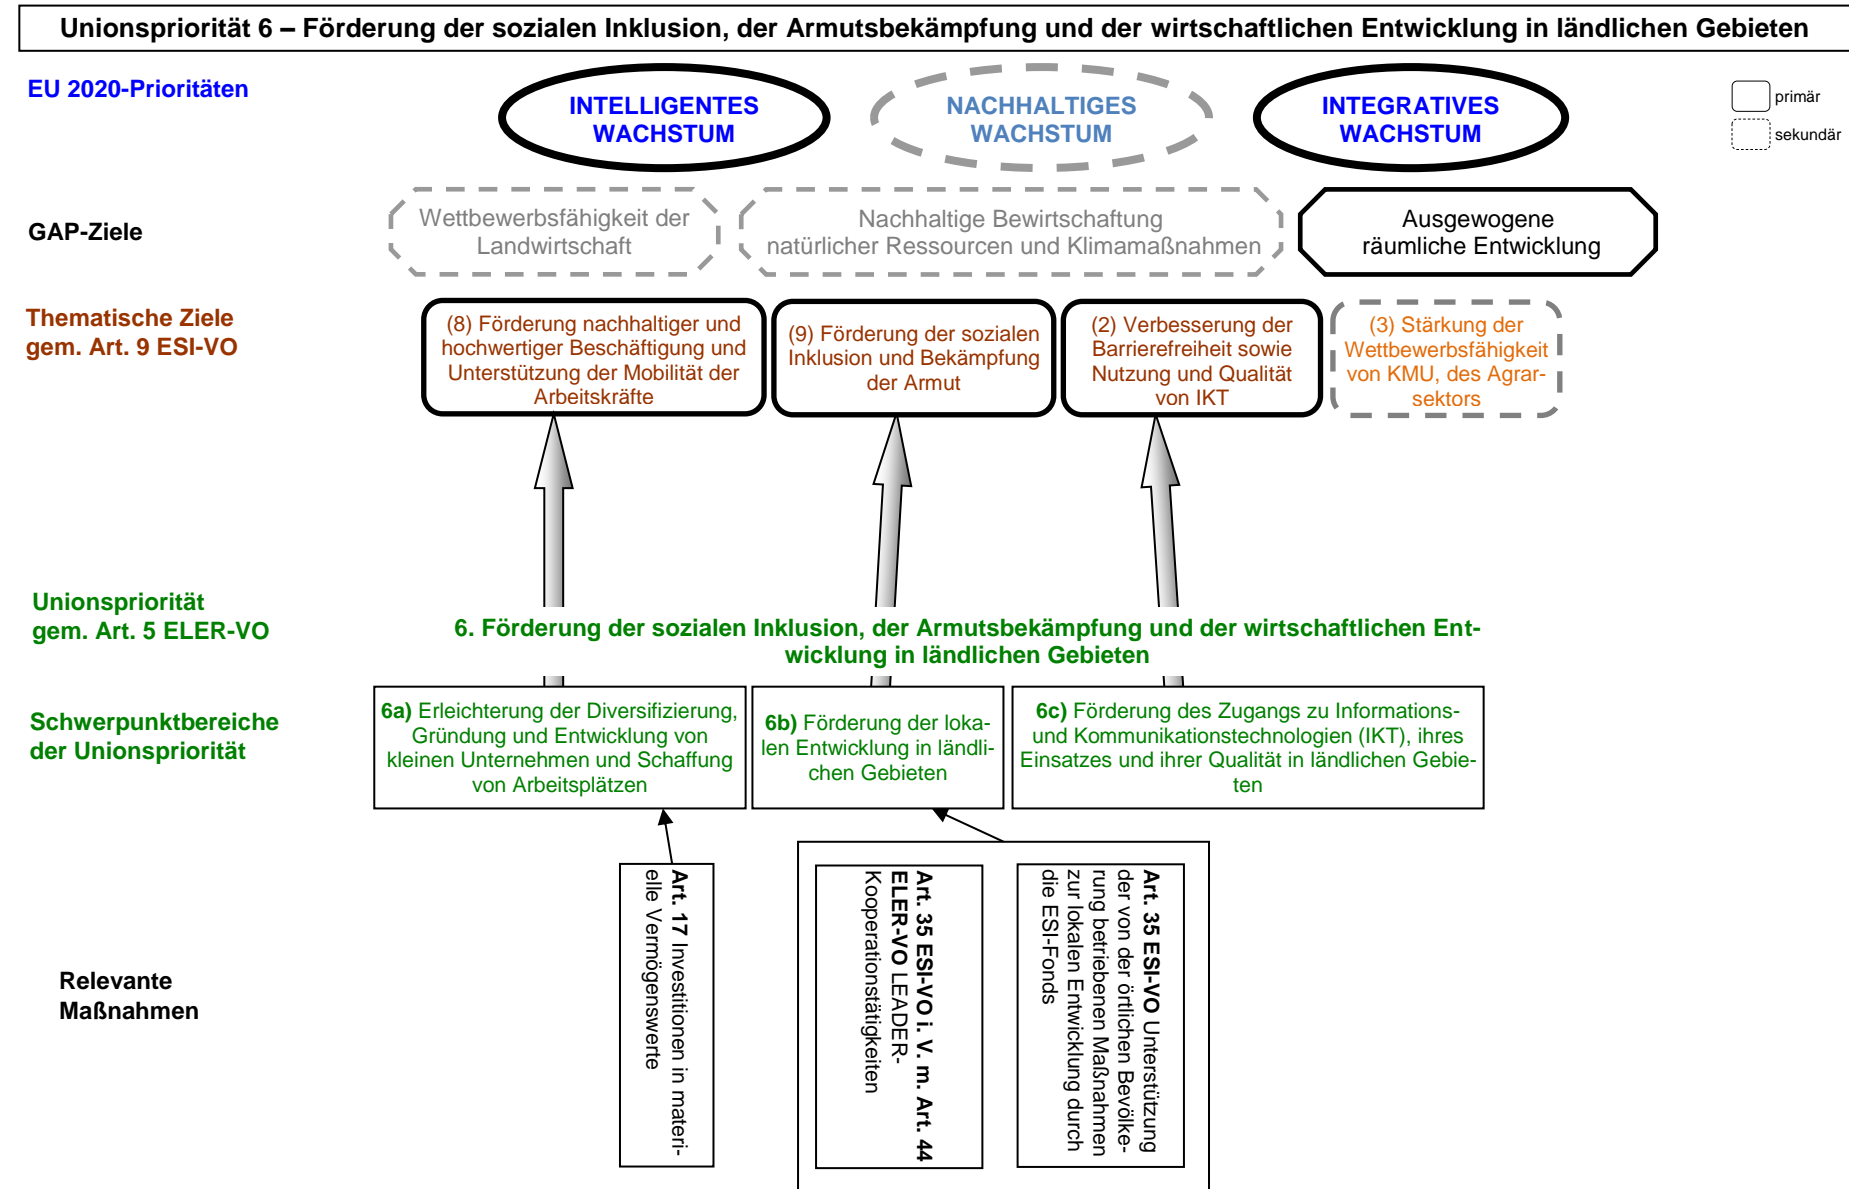 Unionspriorität 6 – Förderung der sozialen Inklusion, der Armutsbekämpfung und der wirtschaftlichen Entwicklung in ländlichen Gebieten
EU 2020-Prioritäten
INTELLIGENTES
WACHSTUM
NACHHALTIGES
WACHSTUM
INTEGRATIVES
WACHSTUM
primär
sekundär
GAP-Ziele
Wettbewerbsfähigkeit der
Landwirtschaft
Nachhaltige Bewirtschaftung
natürlicher Ressourcen und Klimamaßnahmen
Ausgewogene
räumliche Entwicklung
Thematische Ziele
gem. Art. 9 ESI-VO
(8) Förderung nachhaltiger und
hochwertiger Beschäftigung und
Unterstützung der Mobilität der
Arbeitskräfte
(9) Förderung der sozialen
Inklusion und Bekämpfung
der Armut
(2) Verbesserung der
Barrierefreiheit sowie
Nutzung und Qualität
von IKT
(3) Stärkung der
Wettbewerbsfähigkeit
von KMU, des Agrar-
sektors
Unionspriorität
gem. Art. 5 ELER-VO
6. Förderung der sozialen Inklusion, der Armutsbekämpfung und der wirtschaftlichen Ent-
wicklung in ländlichen Gebieten
Schwerpunktbereiche
der Unionspriorität
6a) Erleichterung der Diversifizierung,
Gründung und Entwicklung von
kleinen Unternehmen und Schaffung
von Arbeitsplätzen
6b) Förderung der loka-
len Entwicklung in ländli-
chen Gebieten
6c) Förderung des Zugangs zu Informations-
und Kommunikationstechnologien (IKT), ihres
Einsatzes und ihrer Qualität in ländlichen Gebie-
ten
Relevante
Maßnahmen
Art. 17 Investitionen in materi-
elle Vermögenswerte
Art. 35 ESI-VO i. V. m. Art. 44
ELER-VO LEADER-
Kooperationstätigkeiten
Art. 35 ESI-VO Unterstützung
der von der örtlichen Bevölke-
rung betriebenen Maßnahmen
zur lokalen Entwicklung durch
die ESI-Fonds